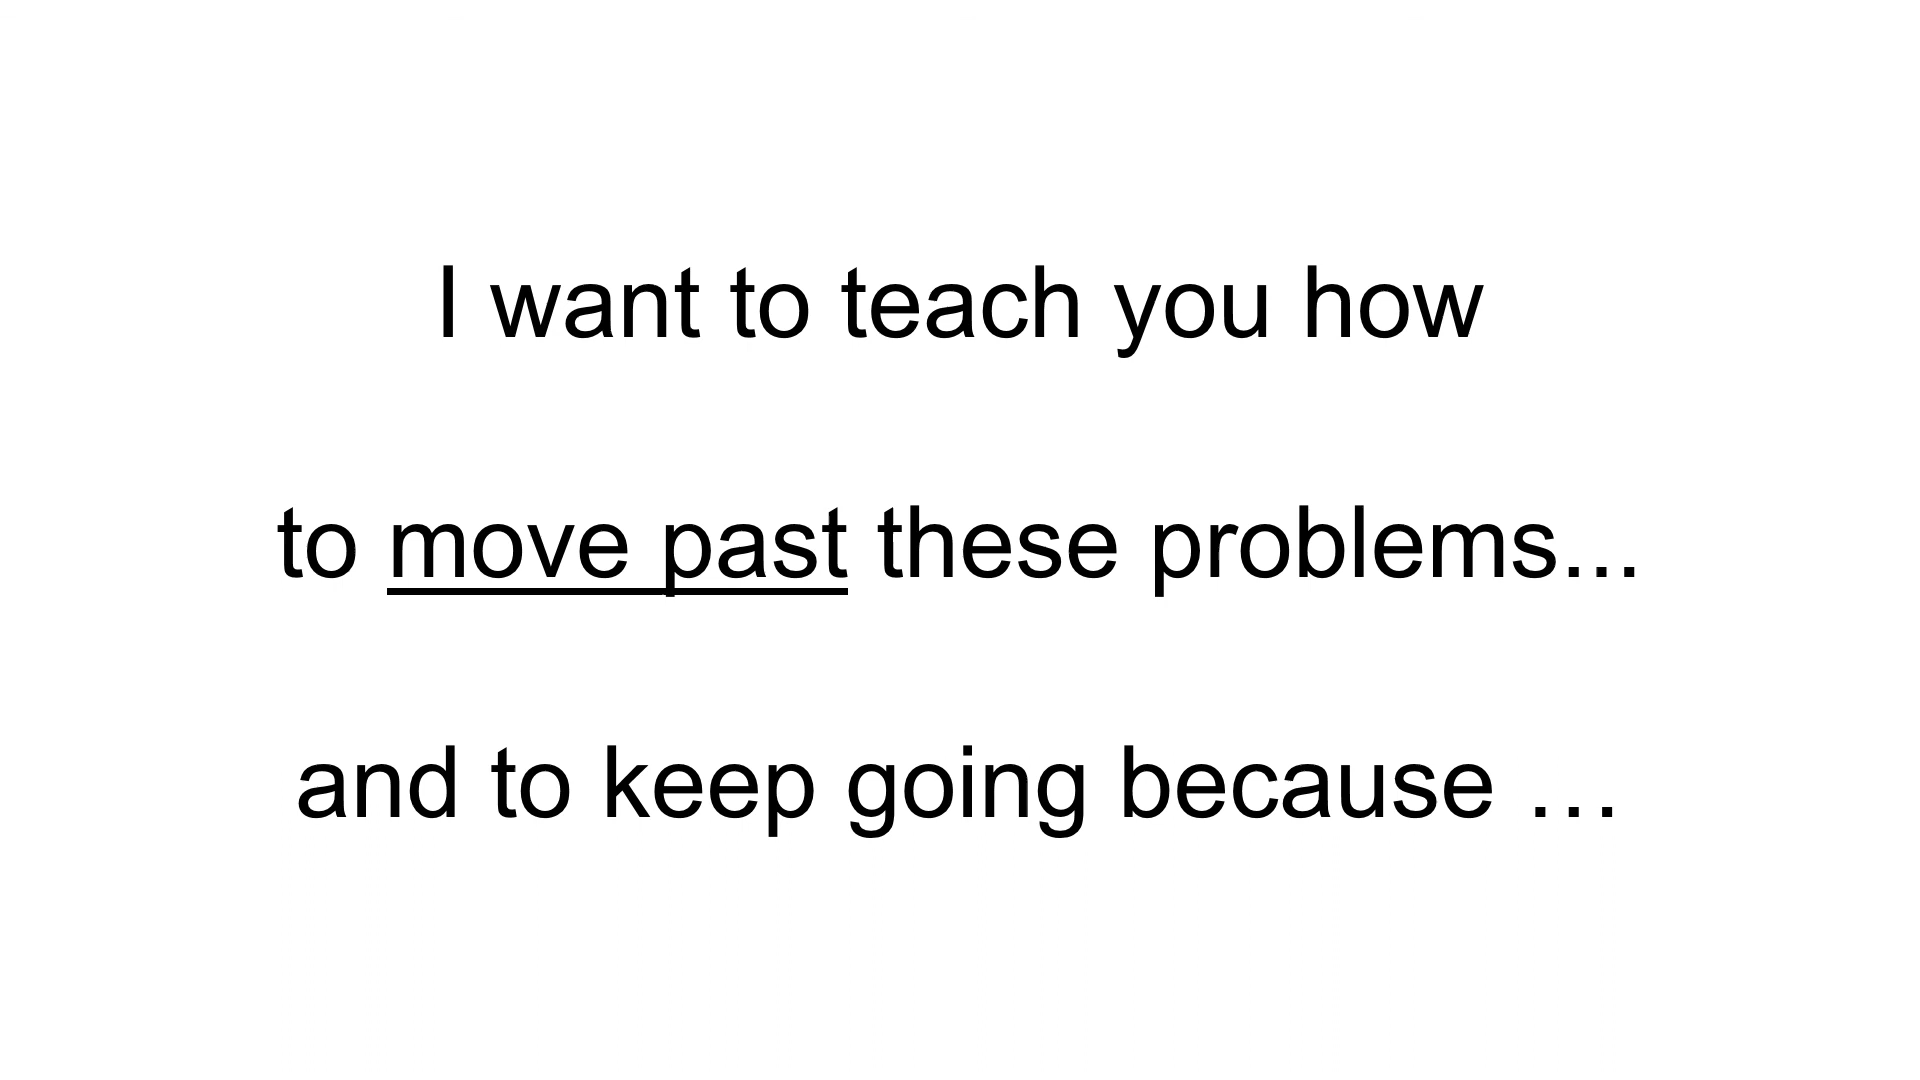 I want to teach you how
to move past these problems...
and to keep going because …